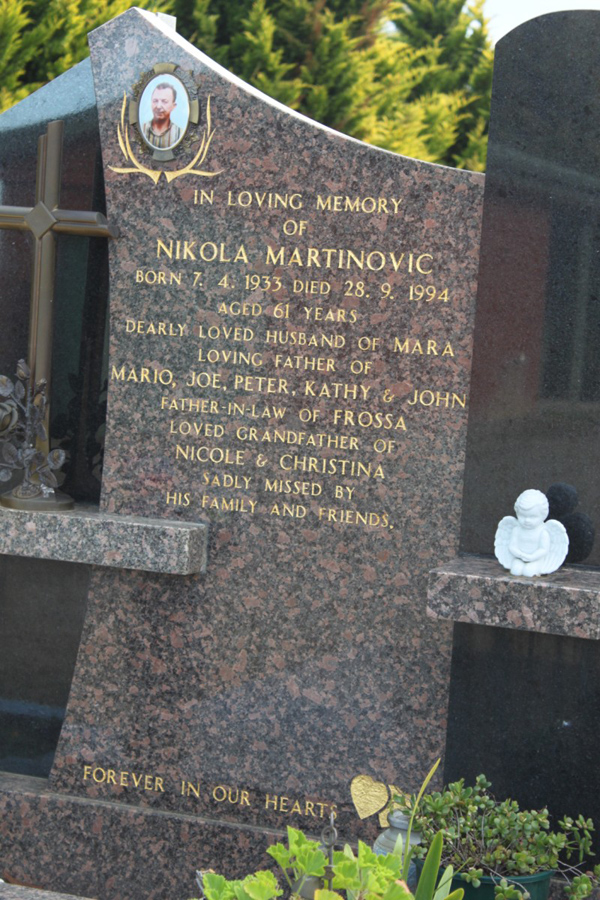 IN LOVING MEMORY
OF
NIKOLA MARTINOVIC
BORN 7. 4. 1933 DIED 28. 9. 1994
AGED 61 YEARS
DEARLY LOVED HUSBAND OF MARA
LOVING FATHER OF
MARIO, JOE, PETER, KATHY & JOHN
FATHER-IN-LAW OF FROSSA
LOVED GRANDFATHER OF
NICOLE & CHRISTINA
SADLY MISSED BY
HIS FAMILY AND FRIENDS.
FOREVER IN OUR HEARTS